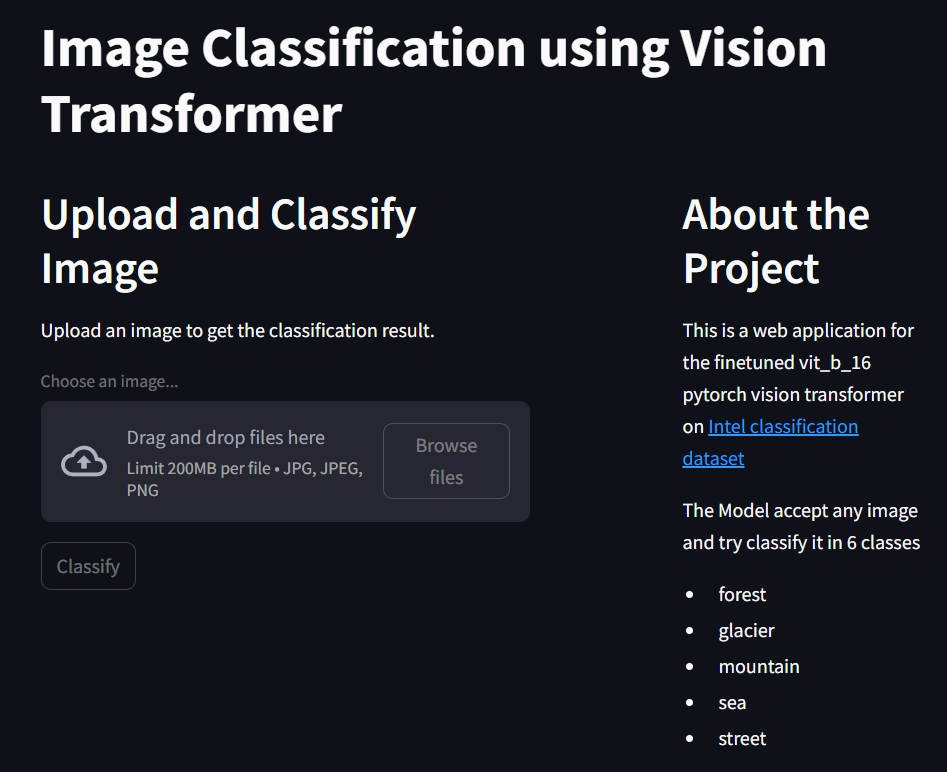 Image Classification using Vision
Transformer
Upload and Classify
Image
Upload an image to get the classification result.
Choose an image...
Drag and drop files here
Limit 200MB per file • JPG, JPEG,
PNG
Browse
files
Classify
About the
Project
This is a web application for
the finetuned vit_b_16
pytorch vision transformer
on Intel classification
dataset
The Model accept any image
and try classify it in 6 classes
• forest
• glacier
• mountain
• sea
• street